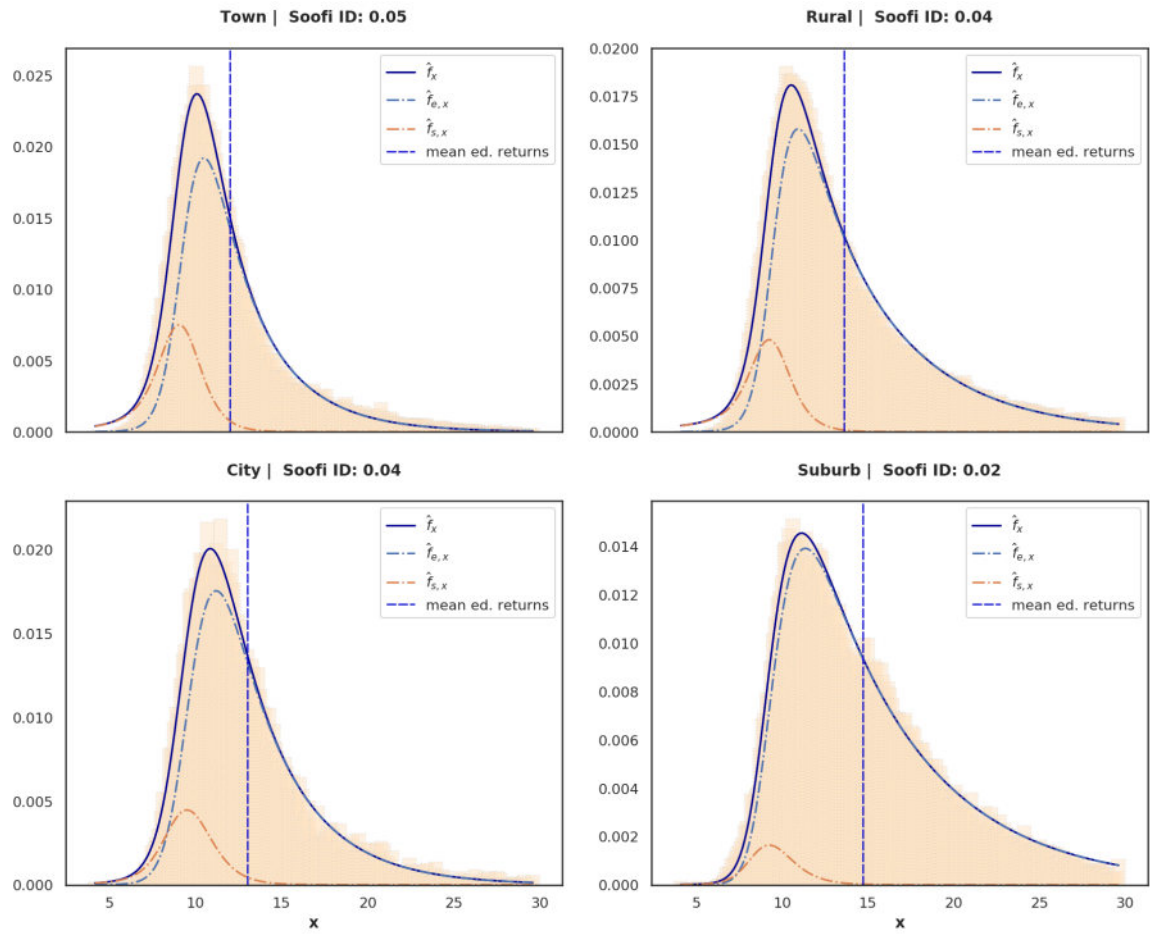 Town | Soofi ID: 0.05
0.025
0.020
0.015
0.010
0.005
0.000
f̂ₓ
f̂ₑ,ₓ
f̂ₛ,ₓ
mean ed. returns
Rural | Soofi ID: 0.04
0.0200
0.0175
0.0150
0.0125
0.0100
0.0075
0.0050
0.0025
0.0000
f̂ₓ
f̂ₑ,ₓ
f̂ₛ,ₓ
mean ed. returns
City | Soofi ID: 0.04
0.020
0.015
0.010
0.005
0.000
f̂ₓ
f̂ₑ,ₓ
f̂ₛ,ₓ
mean ed. returns
5 10 15 20 25 30
x
Suburb | Soofi ID: 0.02
0.014
0.012
0.010
0.008
0.006
0.004
0.002
0.000
f̂ₓ
f̂ₑ,ₓ
f̂ₛ,ₓ
mean ed. returns
5 10 15 20 25 30
x